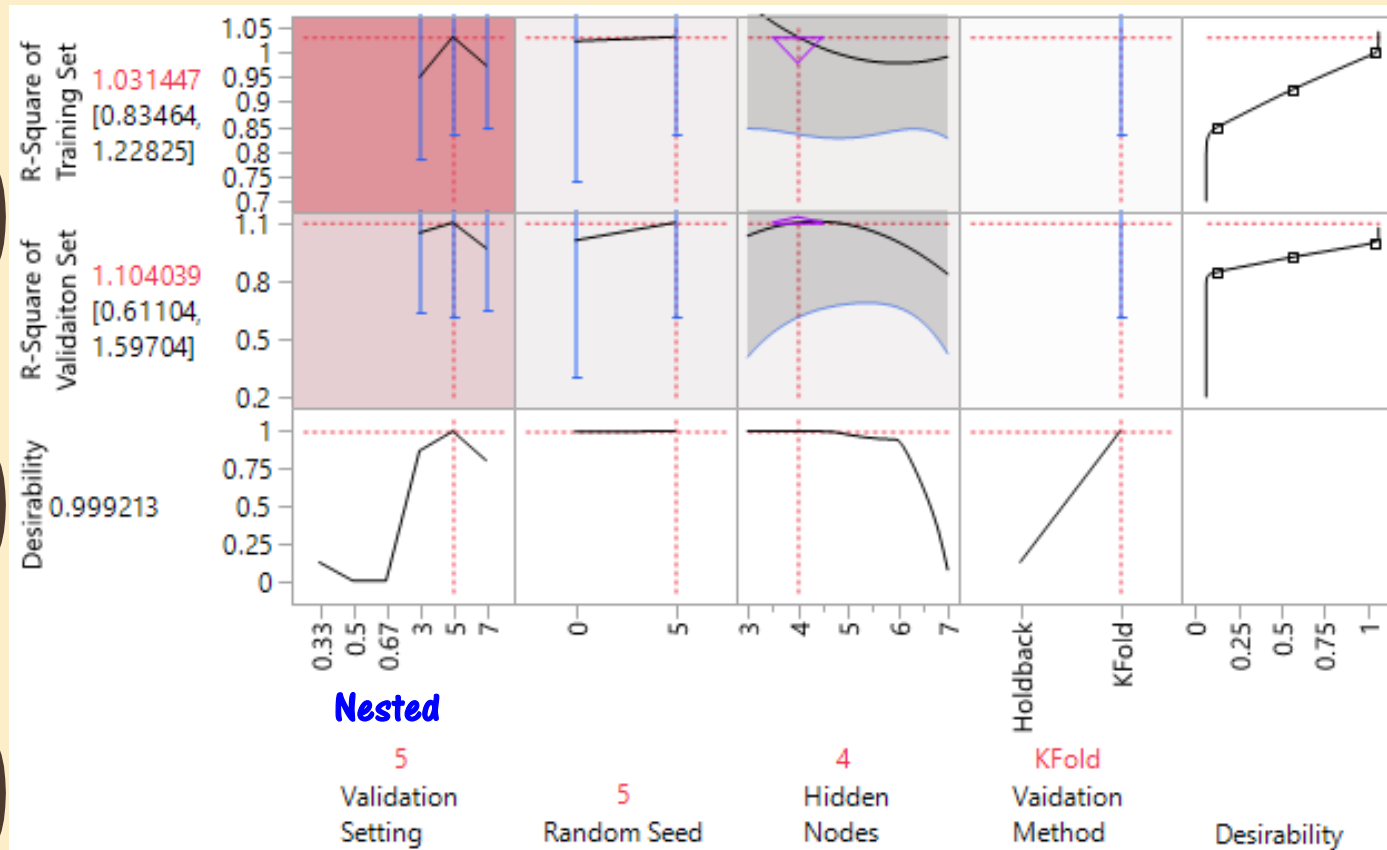 R-Square of
Training Set
1.031447
[0.83464,
1.22825]
1.05
1
0.95
0.9
0.85
0.8
0.75
0.7
R-Square of
Validaiton Set
1.104039
[0.61104,
1.59704]
1.1
0.8
0.5
0.2
Desirability
0.999213
1
0.75
0.5
0.25
0
0.33
0.5
0.67
3
5
7
0
5
3
4
5
6
7
Holdback
KFold
0
0.25
0.5
0.75
1
Nested
5
Validation
Setting
5
Random Seed
4
Hidden
Nodes
KFold
Vaidation
Method
Desirability